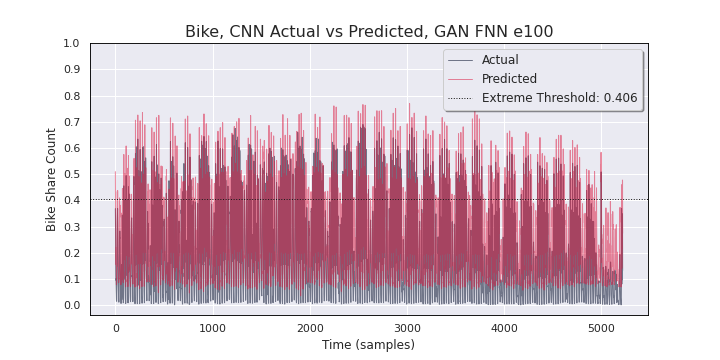 Bike, CNN Actual vs Predicted, GAN FNN e100
Actual
Predicted
Extreme Threshold: 0.406
Bike Share Count
1.0
0.9
0.8
0.7
0.6
0.5
0.4
0.3
0.2
0.1
0.0
0 1000 2000 3000 4000 5000
Time (samples)